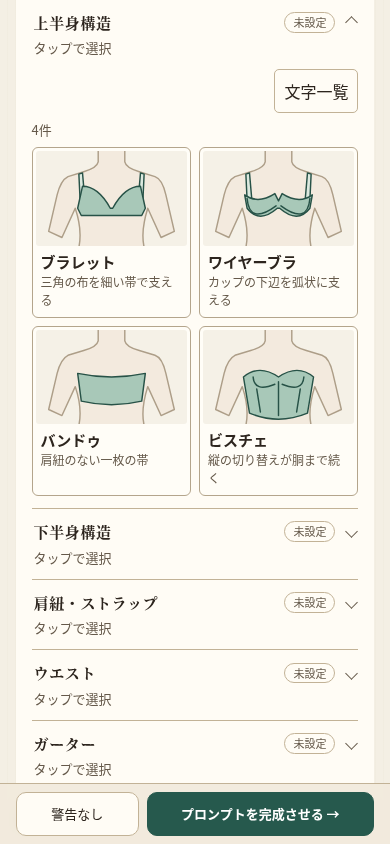 上半身構造
未設定
タップで選択
文字一覧
4件
ブラレット
三角の布を細い帯で支え
る
ワイヤーブラ
カップの下辺を弧状に支
える
バンドゥ
肩紐のない一枚の帯
ビスチェ
縦の切り替えが胴まで続
く
下半身構造
未設定
タップで選択
肩紐・ストラップ
未設定
タップで選択
ウエスト
未設定
タップで選択
ガーター
未設定
タップで選択
警告なし
プロンプトを完成させる→